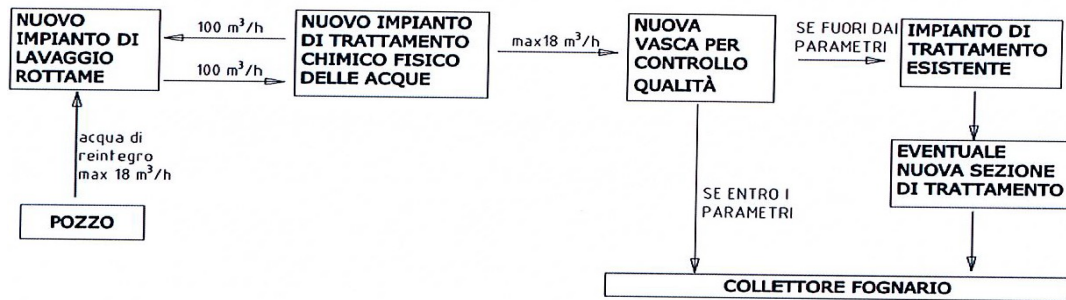 NUOVO
IMPIANTO DI
LAVAGGIO
ROTTAME
100 m³/h
100 m³/h
NUOVO IMPIANTO
DI TRATTAMENTO
CHIMICO FISICO
DELLE ACQUE
max18 m³/h
NUOVA
VASCA PER
CONTROLLO
QUALITÀ
SE FUORI DAI
PARAMETRI
IMPIANTO DI
TRATTAMENTO
ESISTENTE
acqua di
reintegro
max 18 m³/h
POZZO
SE ENTRO I
PARAMETRI
EVENTUALE
NUOVA SEZIONE
DI TRATTAMENTO
COLLETTORE FOGNARIO